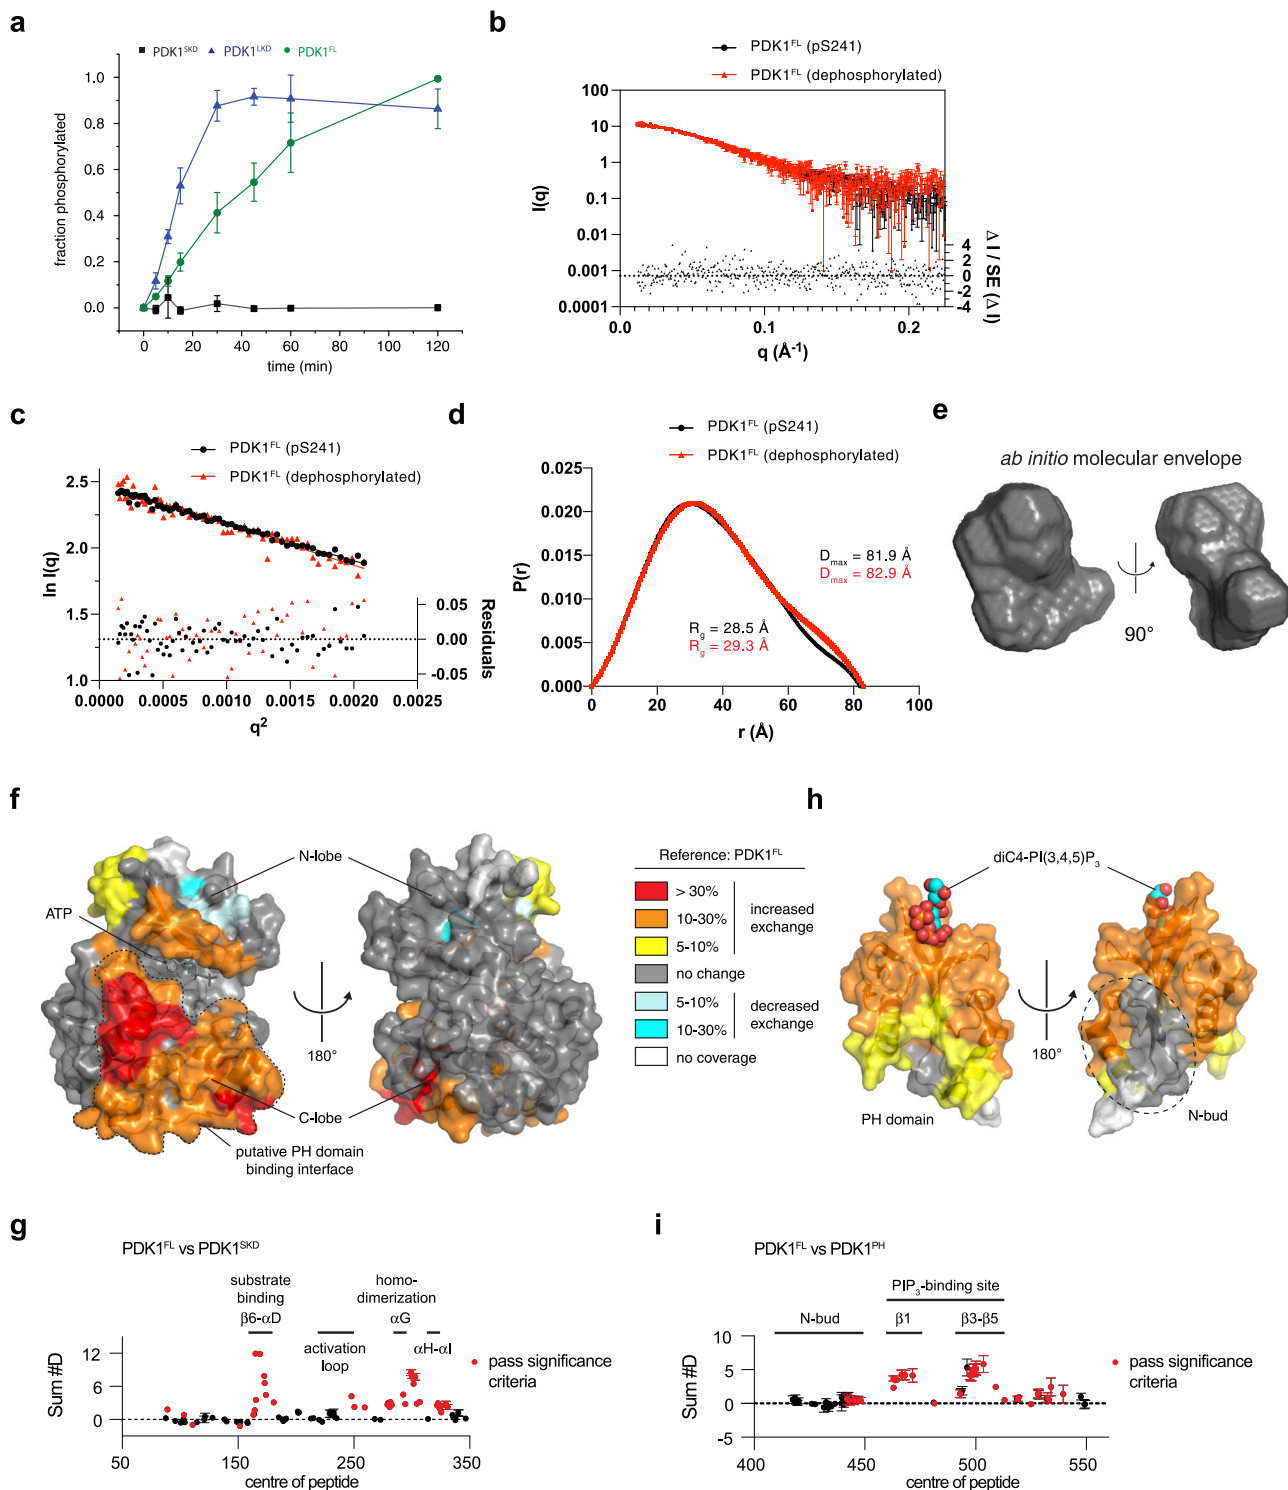 a
PDK1SKD PDK1LKD PDK1FL
1.0
0.8
0.6
0.4
0.2
0.0
fraction phosphorylated
0 20 40 60 80 100 120
time (min)
b
PDK1FL (pS241)
PDK1FL (dephosphorylated)
100
10
1
0.1
0.01
0.001
0.0001
I(q)
4
2
0
-2
-4
Δ I / SE (Δ I)
0.0 0.1 0.2
q (Å-1)
c
PDK1FL (pS241)
PDK1FL (dephosphorylated)
2.5
2.0
1.5
1.0
ln I(q)
0.05
0.00
-0.05
Residuals
0.0000 0.0005 0.0010 0.0015 0.0020 0.0025
q2
d
PDK1FL (pS241)
PDK1FL (dephosphorylated)
0.025
0.020
0.015
0.010
0.005
0.000
P(r)
Dmax = 81.9 Å
Dmax = 82.9 Å
Rg = 28.5 Å
Rg = 29.3 Å
0 20 40 60 80 100
r (Å)
e
ab initio molecular envelope
90°
f
N-lobe
ATP
180°
C-lobe
putative PH domain
binding interface
Reference: PDK1FL
> 30%
10-30%
5-10%
increased
exchange
no change
5-10%
10-30%
decreased
exchange
no coverage
h
diC4-PI(3,4,5)P3
180°
PH domain
N-bud
g
PDK1FL vs PDK1SKD
substrate
binding
β6-αD
activation
loop
homo-
dimerization
αG
αH-αI
pass significance
criteria
12
6
0
Sum #D
50 150 250 350
centre of peptide
i
PDK1FL vs PDK1PH
PIP3-binding site
N-bud
β1
β3-β5
pass significance
criteria
10
5
0
-5
Sum #D
400 450 500 550
centre of peptide